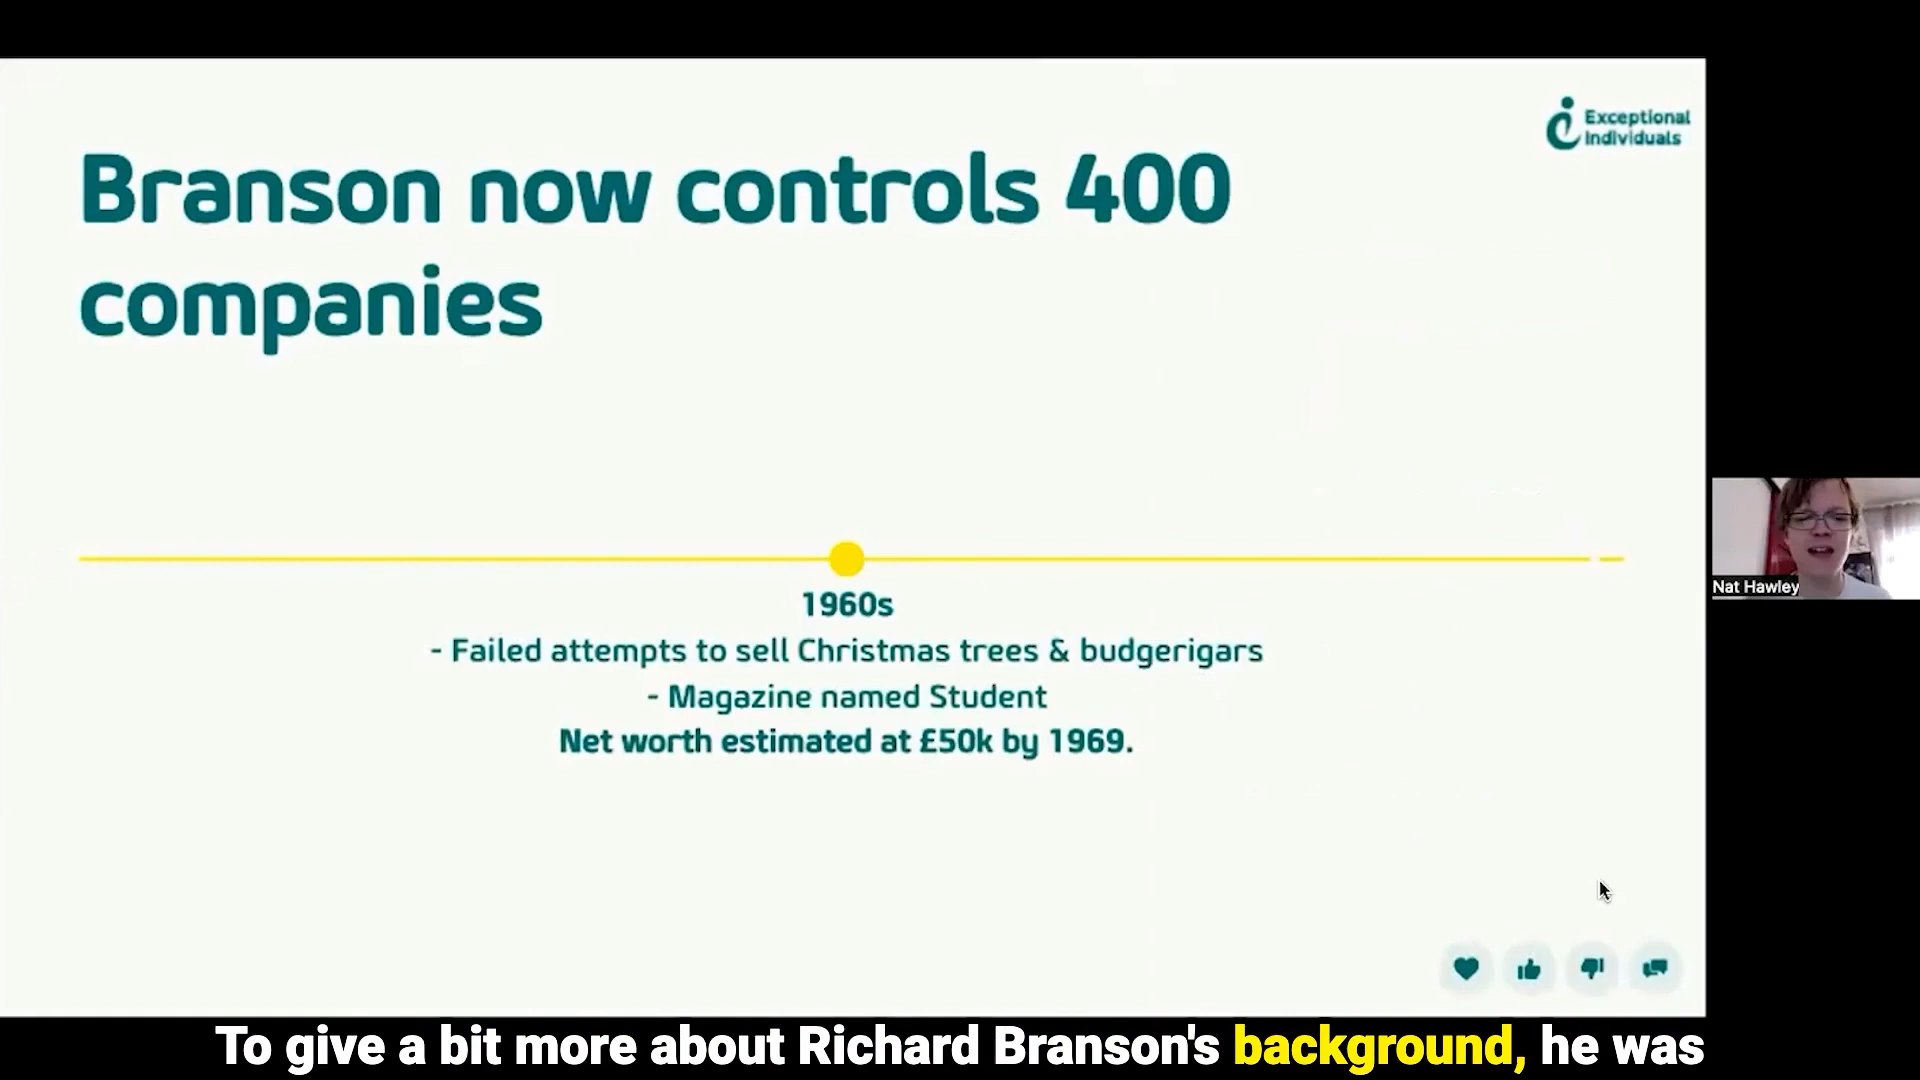 Exceptional
Individuals
Branson now controls 400
companies
1960s
- Failed attempts to sell Christmas trees & budgerigars
- Magazine named Student
Net worth estimated at £50k by 1969.
Nat Hawley
To give a bit more about Richard Branson's background, he was